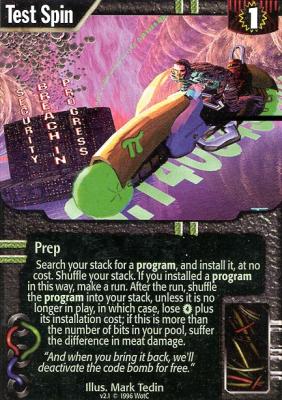 Test Spin
1
SECURITY
BREACH IN
PROGRESS
π
Prep
Search your stack for a program, and install it, at no
cost. Shuffle your stack. If you installed a program
in this way, make a run. After the run, shuffle
the program into your stack, unless it is no
longer in play, in which case, lose plus
its installation cost; if this is more than
the number of bits in your pool, suffer
the difference in meat damage.
"And when you bring it back, we'll
deactivate the code bomb for free."
Illus. Mark Tedin
v2.1 © 1996 WotC